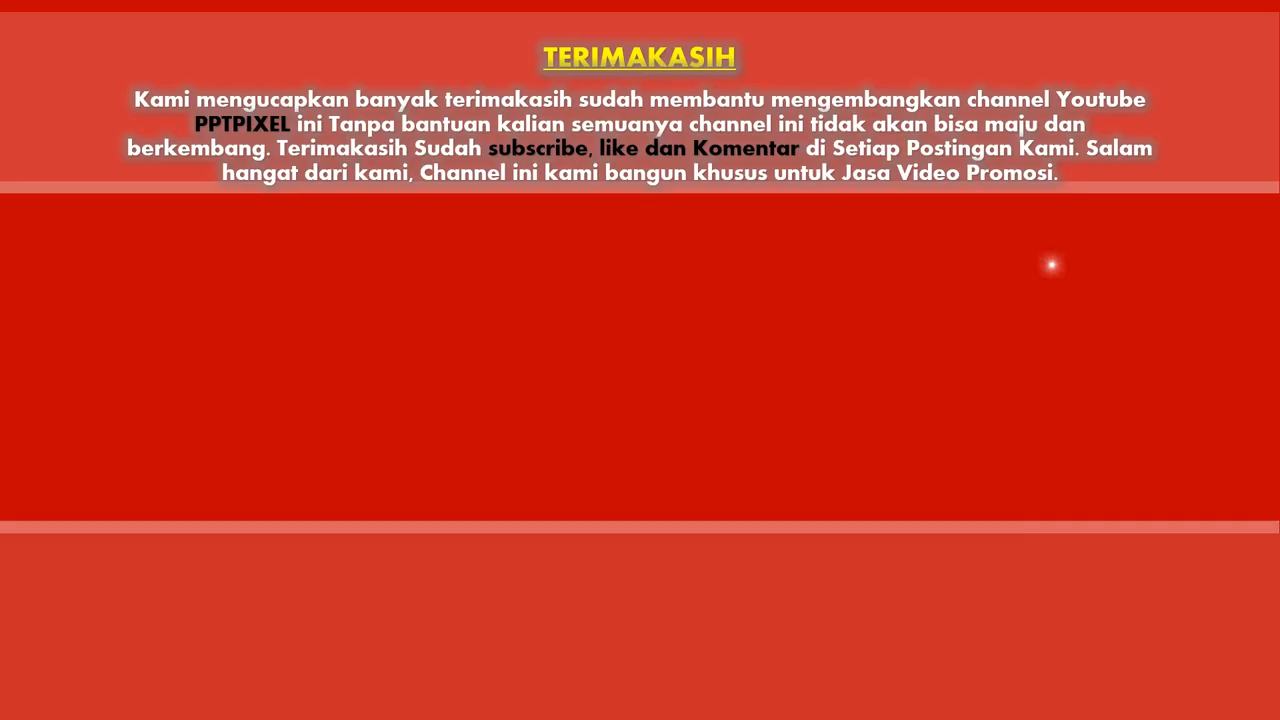 TERIMAKASIH
Kami mengucapkan banyak terimakasih sudah membantu mengembangkan channel Youtube
PPTPIXEL ini Tanpa bantuan kalian semuanya channel ini tidak akan bisa maju dan
berkembang. Terimakasih Sudah subscribe, like dan Komentar di Setiap Postingan Kami. Salam
hangat dari kami, Channel ini kami bangun khusus untuk Jasa Video Promosi.